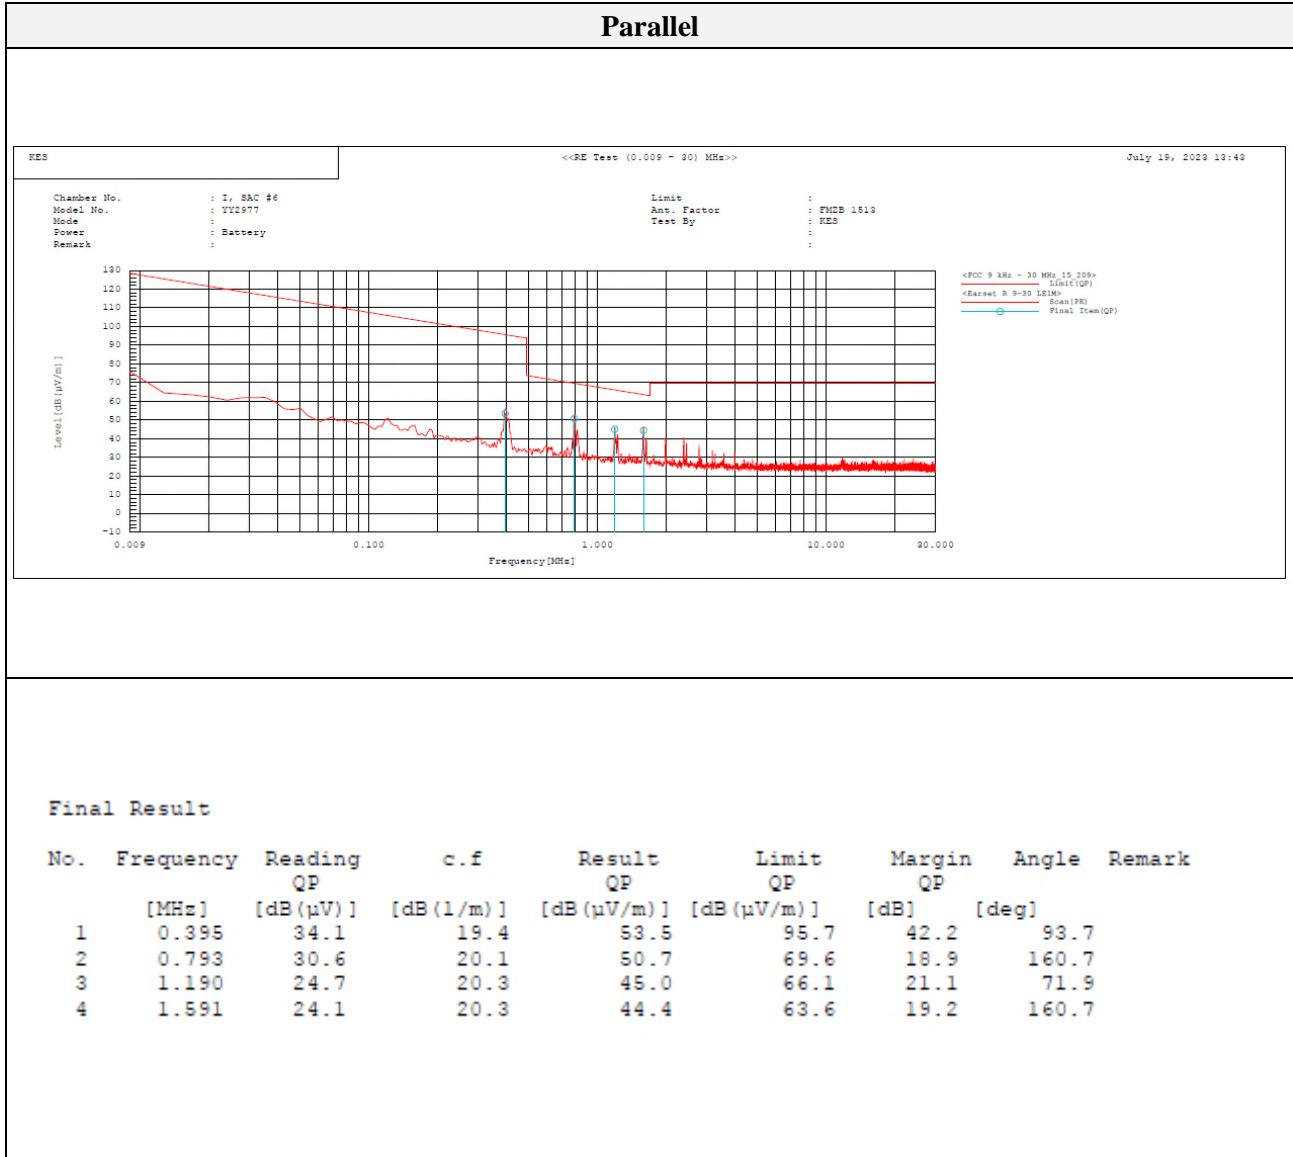 Parallel
KES <<RE Test (0.009 - 30) MHz>> July 19, 2023 13:43
Chamber No. : I, SAC #6 Limit :
Model No. : YY2977 Ant. Factor : FMZB 1513
Mode : Test By : KES
Power : Battery :
Remark : :
<FCC 9 kHz - 30 MHz_15_209>
Limit(QP)
<Earset R 9-30 LE1M>
Scan(PK)
Final Item(QP)
Level[dB(µV/m)]
130
120
110
100
90
80
70
60
50
40
30
20
10
0
-10
0.009 0.100 1.000 10.000 30.000
Frequency[MHz]
Final Result
No. Frequency Reading c.f Result Limit Margin Angle Remark
QP QP QP QP
[MHz] [dB(µV)] [dB(1/m)] [dB(µV/m)] [dB(µV/m)] [dB] [deg]
1 0.395 34.1 19.4 53.5 95.7 42.2 93.7
2 0.793 30.6 20.1 50.7 69.6 18.9 160.7
3 1.190 24.7 20.3 45.0 66.1 21.1 71.9
4 1.591 24.1 20.3 44.4 63.6 19.2 160.7